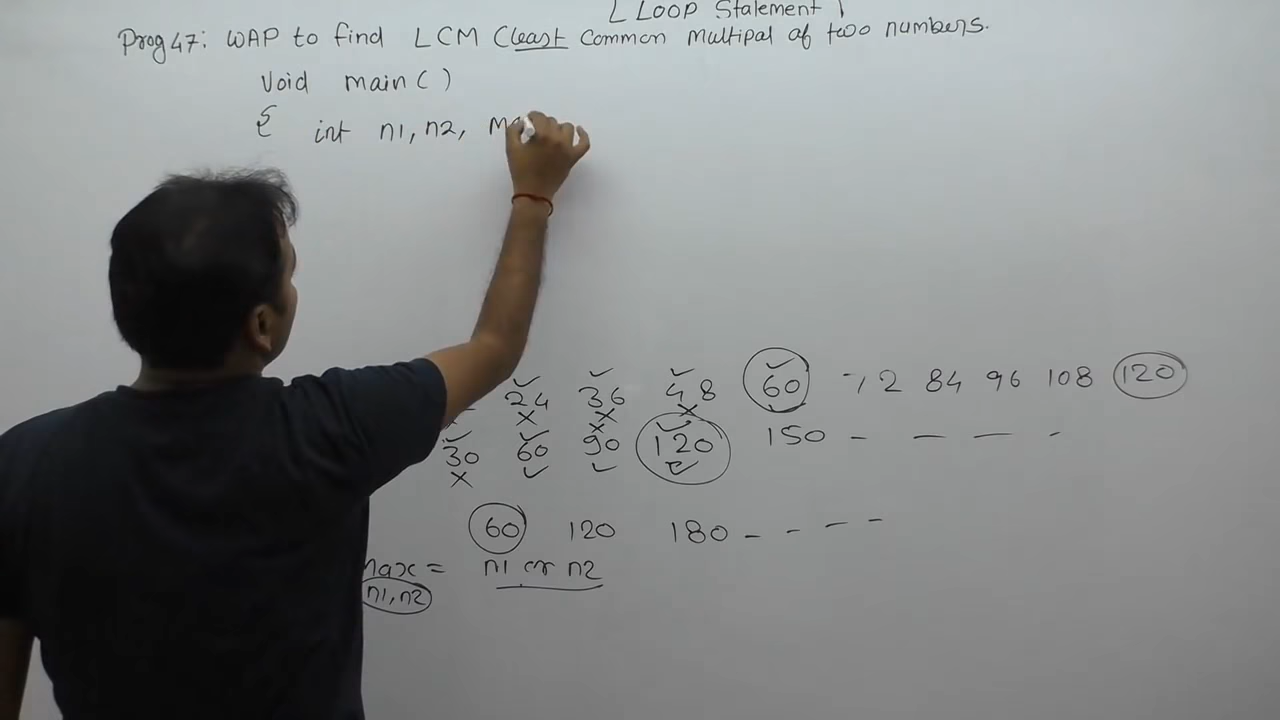 [ LOOP Statement ]
Prog 47: WAP to find LCM (least Common Multipal of two numbers.
Void main( )
{ int n1, n2,
24 36 48 60 72 84 96 108 120
30 60 90 120 150 - - - -
60 120 180 - - - -
max = n1 or n2
n1, n2